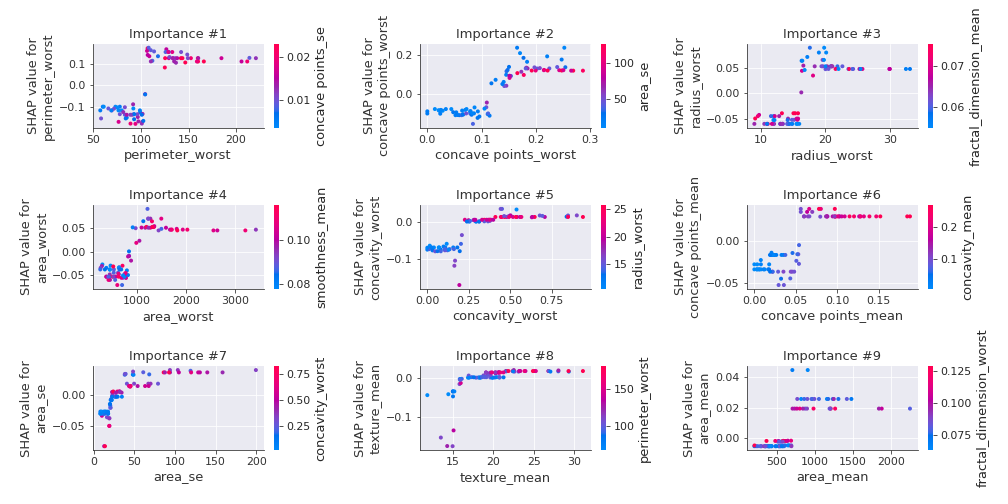 Importance #1
SHAP value for
perimeter_worst
0.1
0.0
−0.1
50
100
150
200
perimeter_worst
0.02
0.01
concave points_se
Importance #2
SHAP value for
concave points_worst
0.2
0.0
0.0
0.1
0.2
0.3
concave points_worst
100
50
area_se
Importance #3
SHAP value for
radius_worst
0.05
0.00
−0.05
10
20
30
radius_worst
0.07
0.06
fractal_dimension_mean
Importance #4
SHAP value for
area_worst
0.05
0.00
−0.05
1000
2000
3000
area_worst
0.10
0.08
smoothness_mean
Importance #5
SHAP value for
concavity_worst
0.0
−0.1
0.00
0.25
0.50
0.75
concavity_worst
25
20
15
radius_worst
Importance #6
SHAP value for
concave points_mean
0.00
−0.05
0.00
0.05
0.10
0.15
concave points_mean
0.2
0.1
concavity_mean
Importance #7
SHAP value for
area_se
0.00
−0.05
0
50
100
150
200
area_se
0.75
0.50
0.25
concavity_worst
Importance #8
SHAP value for
texture_mean
0.0
−0.1
15
20
25
30
texture_mean
150
100
perimeter_worst
Importance #9
SHAP value for
area_mean
0.04
0.02
0.00
500
1000
1500
2000
area_mean
0.125
0.100
0.075
fractal_dimension_worst